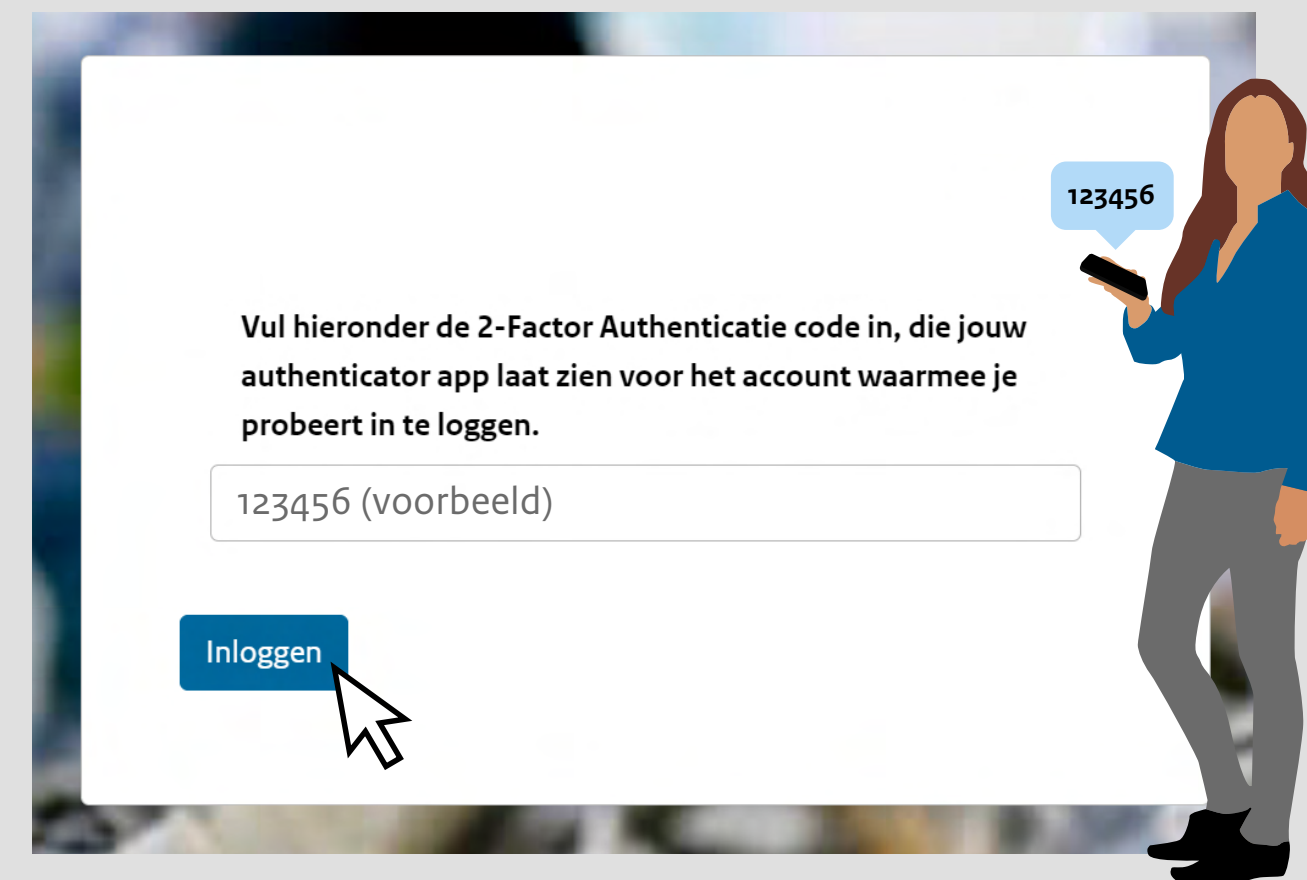 123456
Vul hieronder de 2-Factor Authenticatie code in, die jouw
authenticator app laat zien voor het account waarmee je
probeert in te loggen.
123456 (voorbeeld)
Inloggen